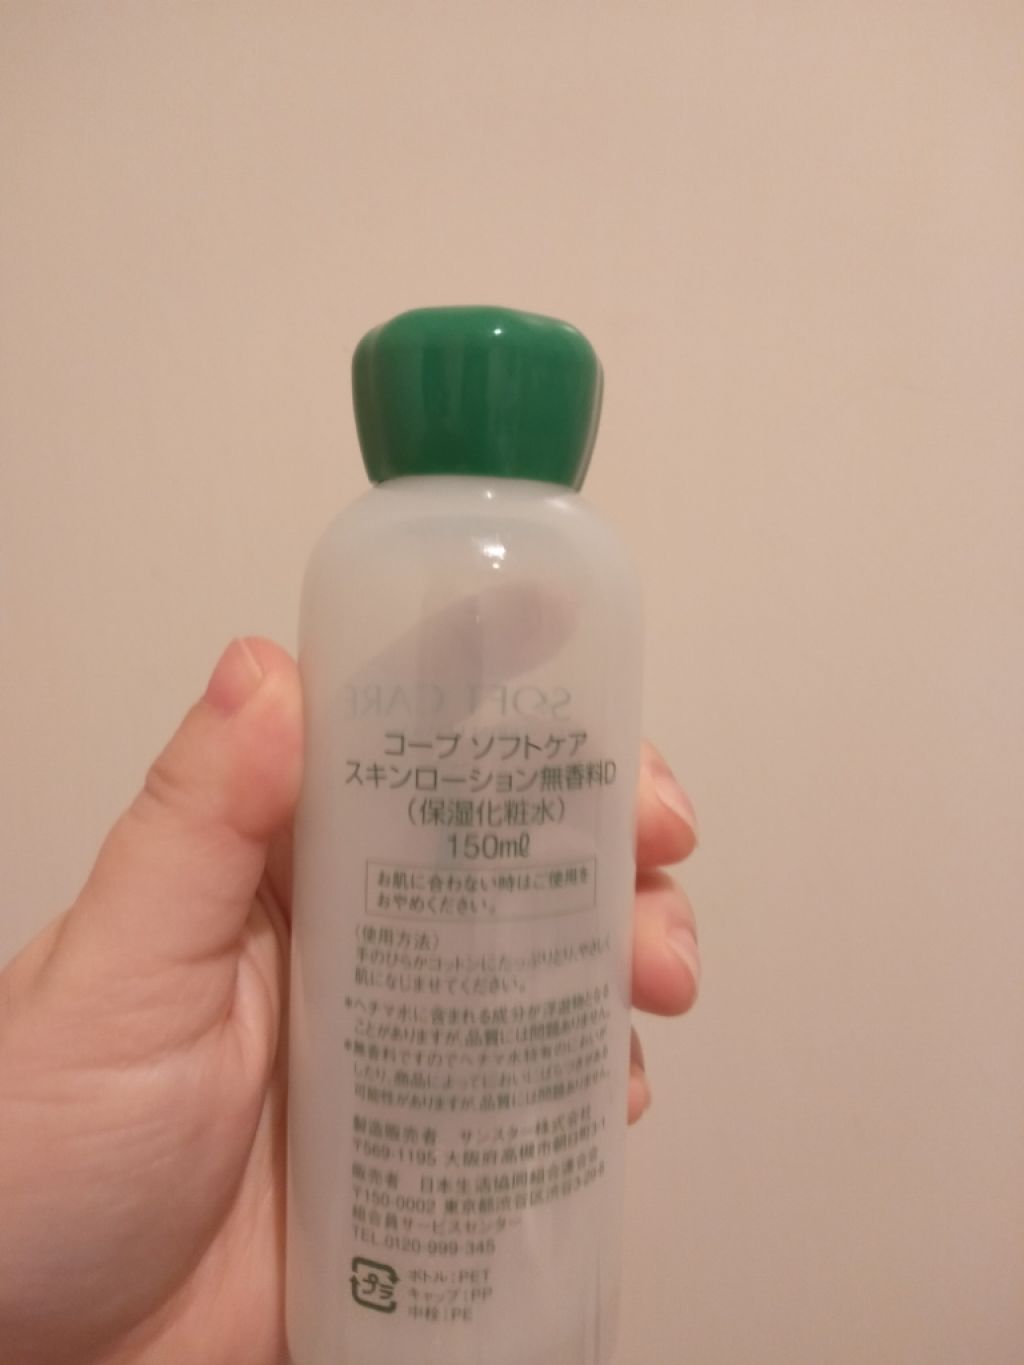 SOFT CARE
コープ ソフトケア
スキンローション無香料D
（保湿化粧水）
150mℓ
お肌に合わない時はご使用を
おやめください。
〈使用方法〉
手のひらかコットンにたっぷりとり、やさしく
肌になじませてください。
*ヘチマ水に含まれる成分が浮遊物となる
ことがありますが、品質には問題ありません。
*無香料ですのでヘチマ水特有のにおいが
したり、商品によってにおいにばらつきがある
可能性がありますが、品質には問題ありません。
製造販売者 サンスター株式会社
〒569-1195 大阪府高槻市朝日町3-1
販売者 日本生活協同組合連合会
〒150-0002 東京都渋谷区渋谷3-29-8
組合員サービスセンター
TEL.0120-999-345
プラ
ボトル：PET
キャップ：PP
中栓：PE